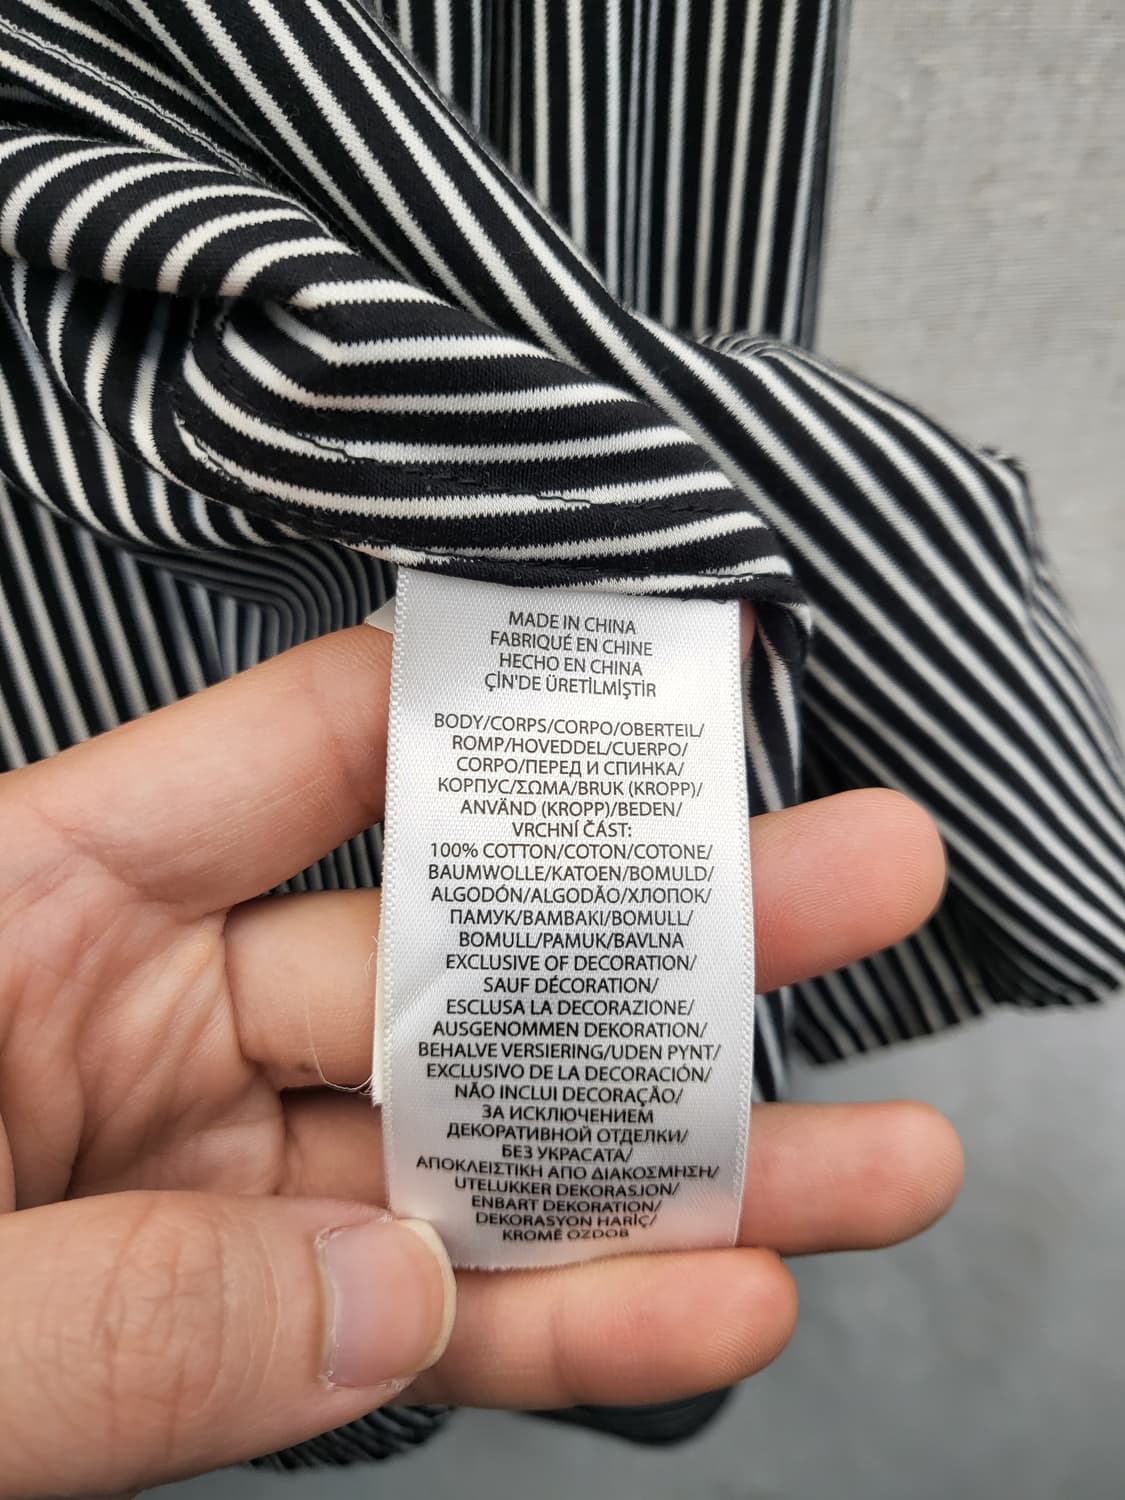 MADE IN CHINA
FABRIQUÉ EN CHINE
HECHO EN CHINA
ÇİN'DE ÜRETİLMİŞTİR
BODY/CORPS/CORPO/OBERTEIL/
ROMP/HOVEDDEL/CUERPO/
CORPO/ПЕРЕД И СПИНКА/
КОРПУС/ΣΩΜΑ/BRUK (KROPP)/
ANVÄND (KROPP)/BEDEN/
VRCHNÍ ČÁST:
100% COTTON/COTON/COTONE/
BAUMWOLLE/KATOEN/BOMULD/
ALGODÓN/ALGODÃO/ХЛОПОК/
ПАМУК/ΒΑΜΒΑΚΙ/BOMULL/
BOMULL/PAMUK/BAVLNA
EXCLUSIVE OF DECORATION/
SAUF DÉCORATION/
ESCLUSA LA DECORAZIONE/
AUSGENOMMEN DEKORATION/
BEHALVE VERSIERING/UDEN PYNT/
EXCLUSIVO DE LA DECORACIÓN/
NÃO INCLUI DECORAÇÃO/
ЗА ИСКЛЮЧЕНИЕМ
ДЕКОРАТИВНОЙ ОТДЕЛКИ/
БЕЗ УКРАСАТА/
ΑΠΟΚΛΕΙΣΤΙΚΗ ΑΠΟ ΔΙΑΚΟΣΜΗΣΗ/
UTELUKKER DEKORASJON/
ENBART DEKORATION/
DEKORASYON HARİÇ/
KROMĚ OZDOB